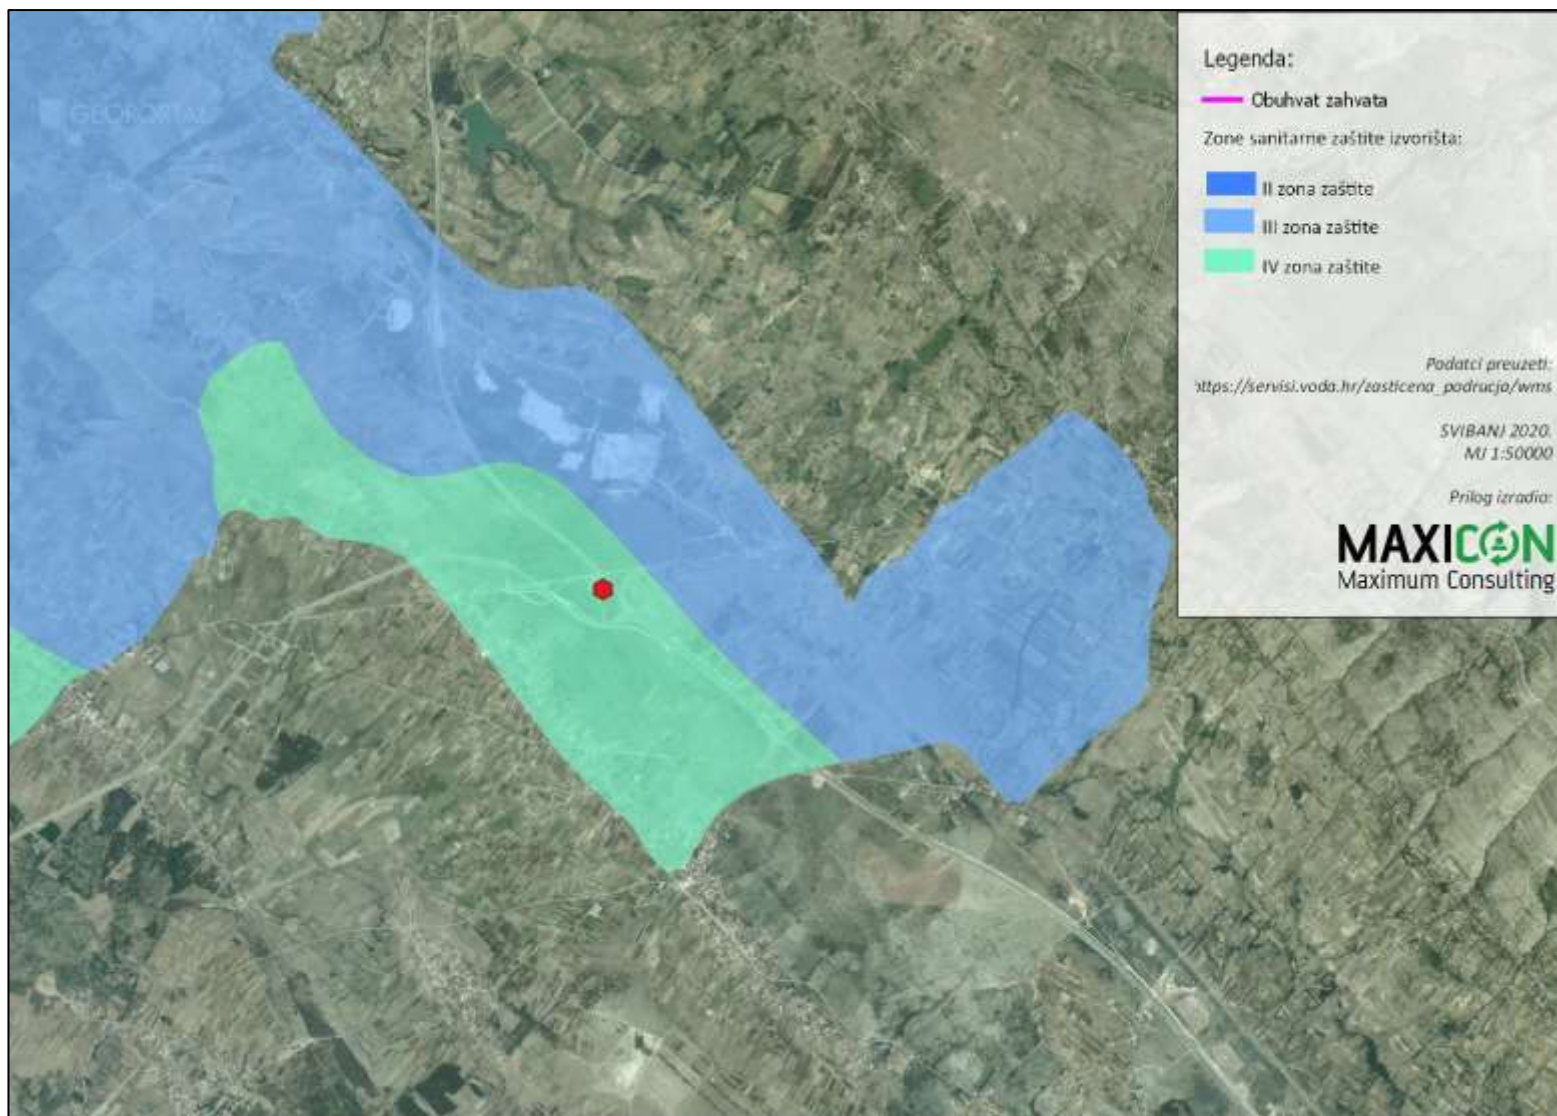 GEOPORTAL
Legenda:
Obuhvat zahvata
Zone sanitarne zaštite izvorišta:
II zona zaštite
III zona zaštite
IV zona zaštite
Podatci preuzeti:
https://servisi.voda.hr/zasticena_podrucja/wms
SVIBANJ 2020.
MJ 1:50000
Prilog izradio:
MAXICON
Maximum Consulting